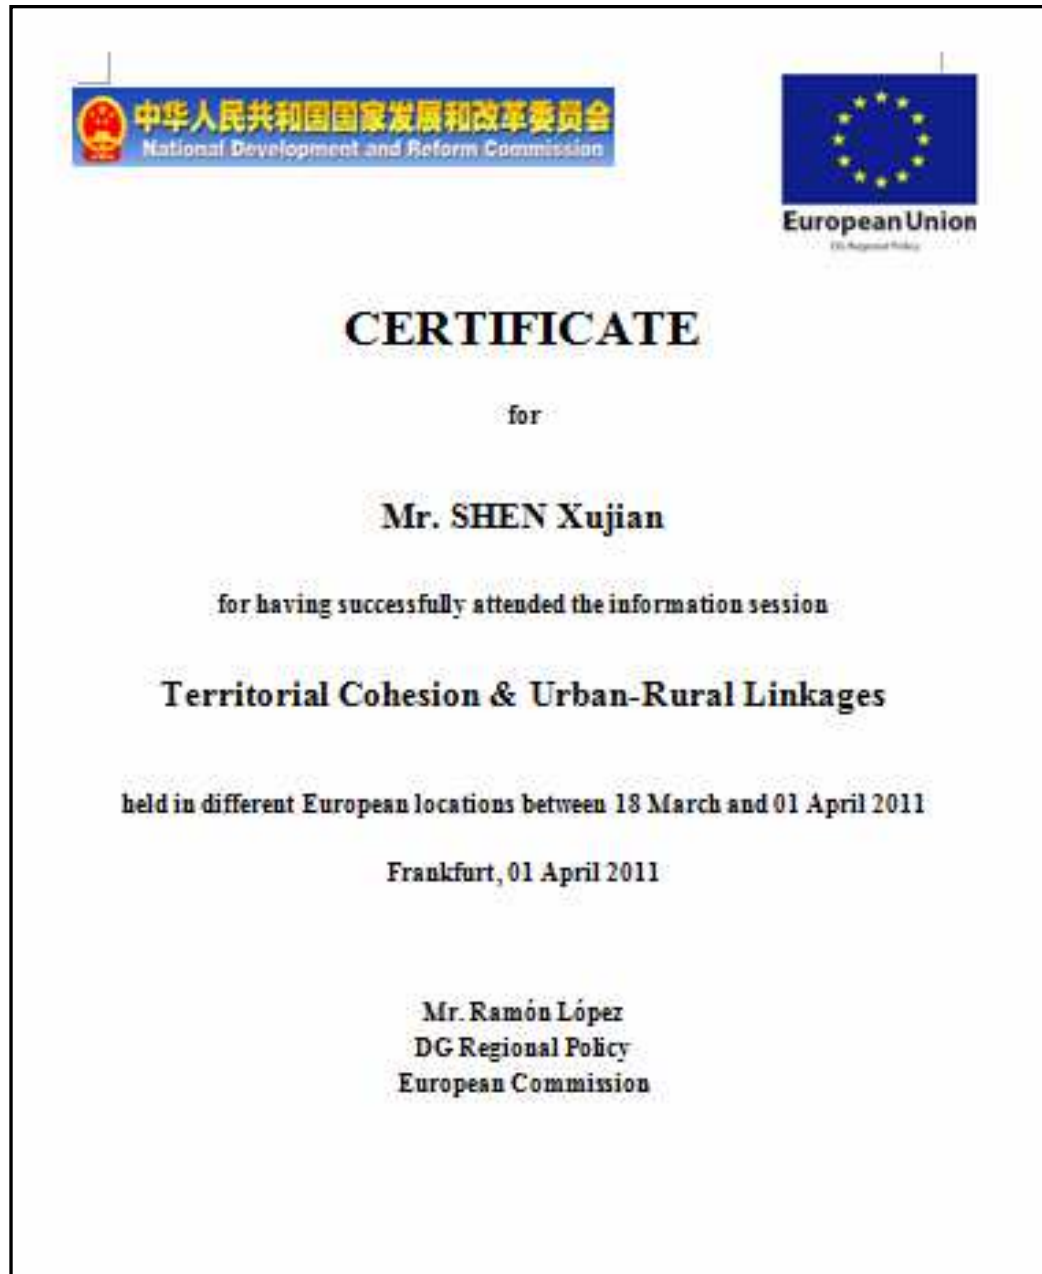 中华人民共和国国家发展和改革委员会
National Development and Reform Commission
European Union
DG Regional Policy
CERTIFICATE
for
Mr. SHEN Xujian
for having successfully attended the information session
Territorial Cohesion & Urban-Rural Linkages
held in different European locations between 18 March and 01 April 2011
Frankfurt, 01 April 2011
Mr. Ramón López
DG Regional Policy
European Commission